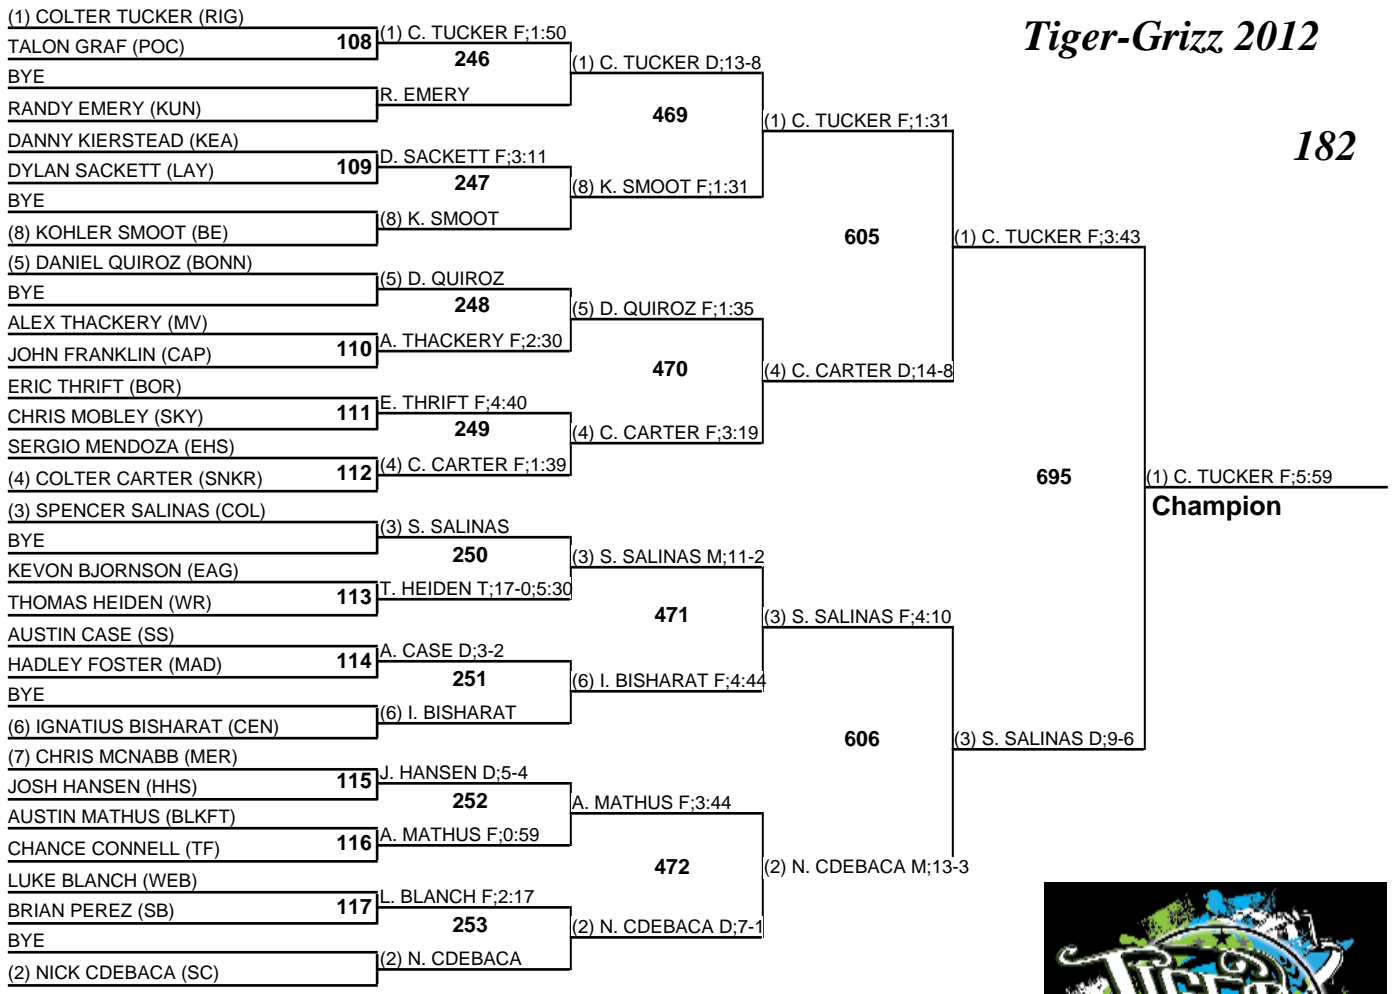 Tiger-Grizz 2012
182
(1) COLTER TUCKER (RIG)
TALON GRAF (POC)
BYE
RANDY EMERY (KUN)
DANNY KIERSTEAD (KEA)
DYLAN SACKETT (LAY)
BYE
(8) KOHLER SMOOT (BE)
(5) DANIEL QUIROZ (BONN)
BYE
ALEX THACKERY (MV)
JOHN FRANKLIN (CAP)
ERIC THRIFT (BOR)
CHRIS MOBLEY (SKY)
SERGIO MENDOZA (EHS)
(4) COLTER CARTER (SNKR)
(3) SPENCER SALINAS (COL)
BYE
KEVON BJORNSON (EAG)
THOMAS HEIDEN (WR)
AUSTIN CASE (SS)
HADLEY FOSTER (MAD)
BYE
(6) IGNATIUS BISHARAT (CEN)
(7) CHRIS MCNABB (MER)
JOSH HANSEN (HHS)
AUSTIN MATHUS (BLKFT)
CHANCE CONNELL (TF)
LUKE BLANCH (WEB)
BRIAN PEREZ (SB)
BYE
(2) NICK CDEBACA (SC)
108
109
110
111
112
113
114
115
116
117
(1) C. TUCKER F;1:50
246
R. EMERY
D. SACKETT F;3:11
247
(8) K. SMOOT
(5) D. QUIROZ
248
A. THACKERY F;2:30
E. THRIFT F;4:40
249
(4) C. CARTER F;1:39
(3) S. SALINAS
250
T. HEIDEN T;17-0;5:30
A. CASE D;3-2
251
(6) I. BISHARAT
J. HANSEN D;5-4
252
A. MATHUS F;0:59
L. BLANCH F;2:17
253
(2) N. CDEBACA
(1) C. TUCKER D;13-8
469
(8) K. SMOOT F;1:31
(5) D. QUIROZ F;1:35
470
(4) C. CARTER F;3:19
(3) S. SALINAS M;11-2
471
(6) I. BISHARAT F;4:44
A. MATHUS F;3:44
472
(2) N. CDEBACA D;7-1
(1) C. TUCKER F;1:31
605
(4) C. CARTER D;14-8
(3) S. SALINAS F;4:10
606
(2) N. CDEBACA M;13-3
(1) C. TUCKER F;3:43
695
(3) S. SALINAS D;9-6
(1) C. TUCKER F;5:59
Champion